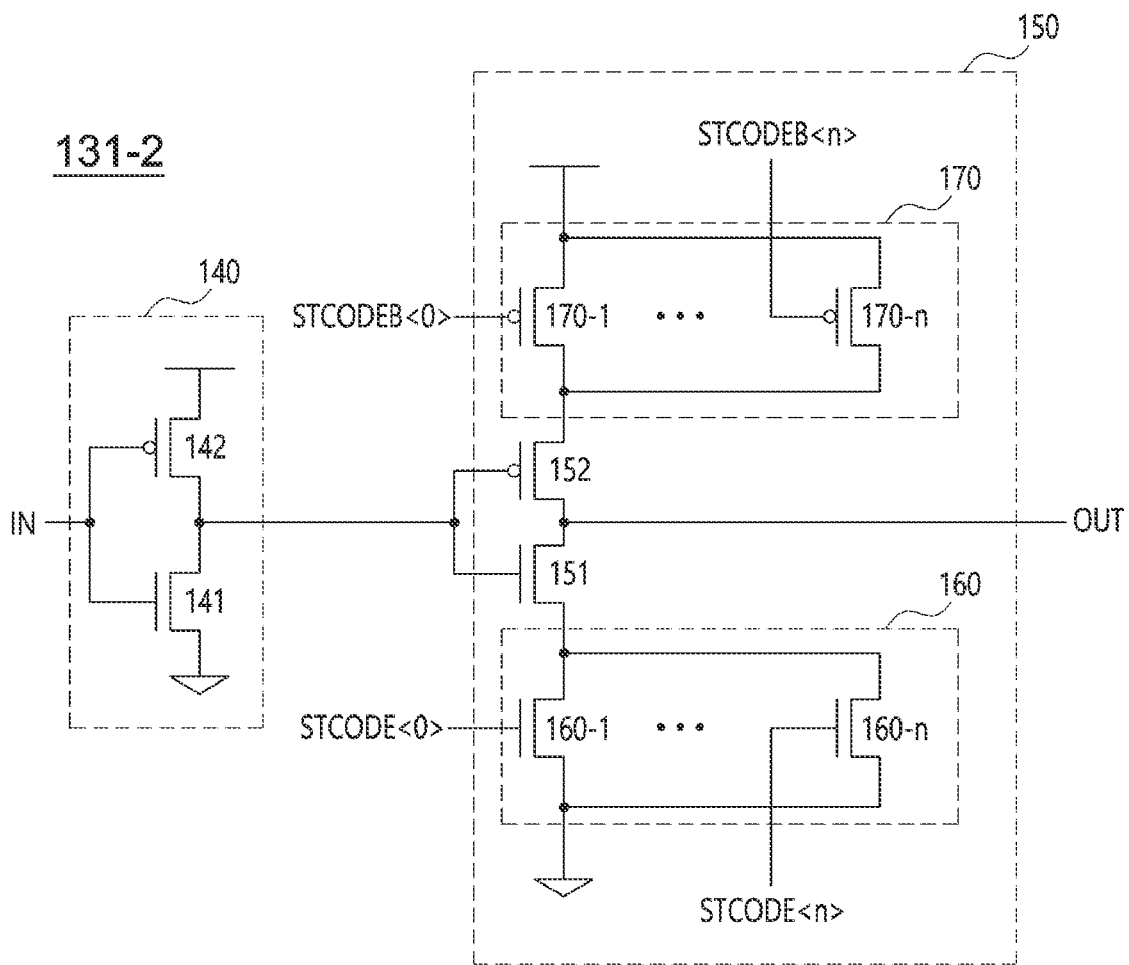 150
131-2
STCODEB<n>
170
140
STCODEB<0>
170-1
• • •
170-n
142
152
IN
OUT
151
141
160
STCODE<0>
160-1
• • •
160-n
STCODE<n>